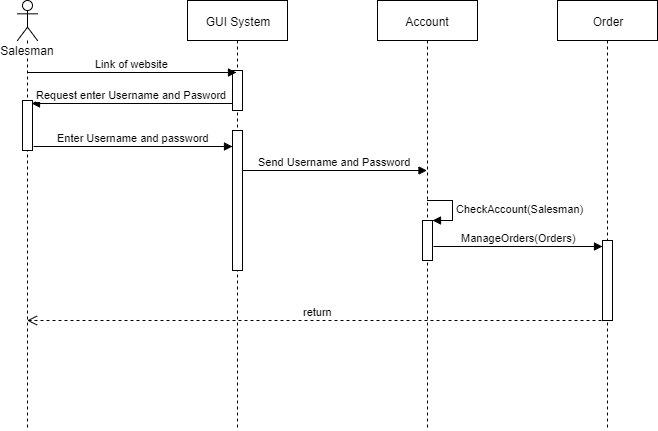 GUI System
Account
Order
Salesman
Link of website
Request enter Username and Pasword
Enter Username and password
Send Username and Password
CheckAccount(Salesman)
ManageOrders(Orders)
return